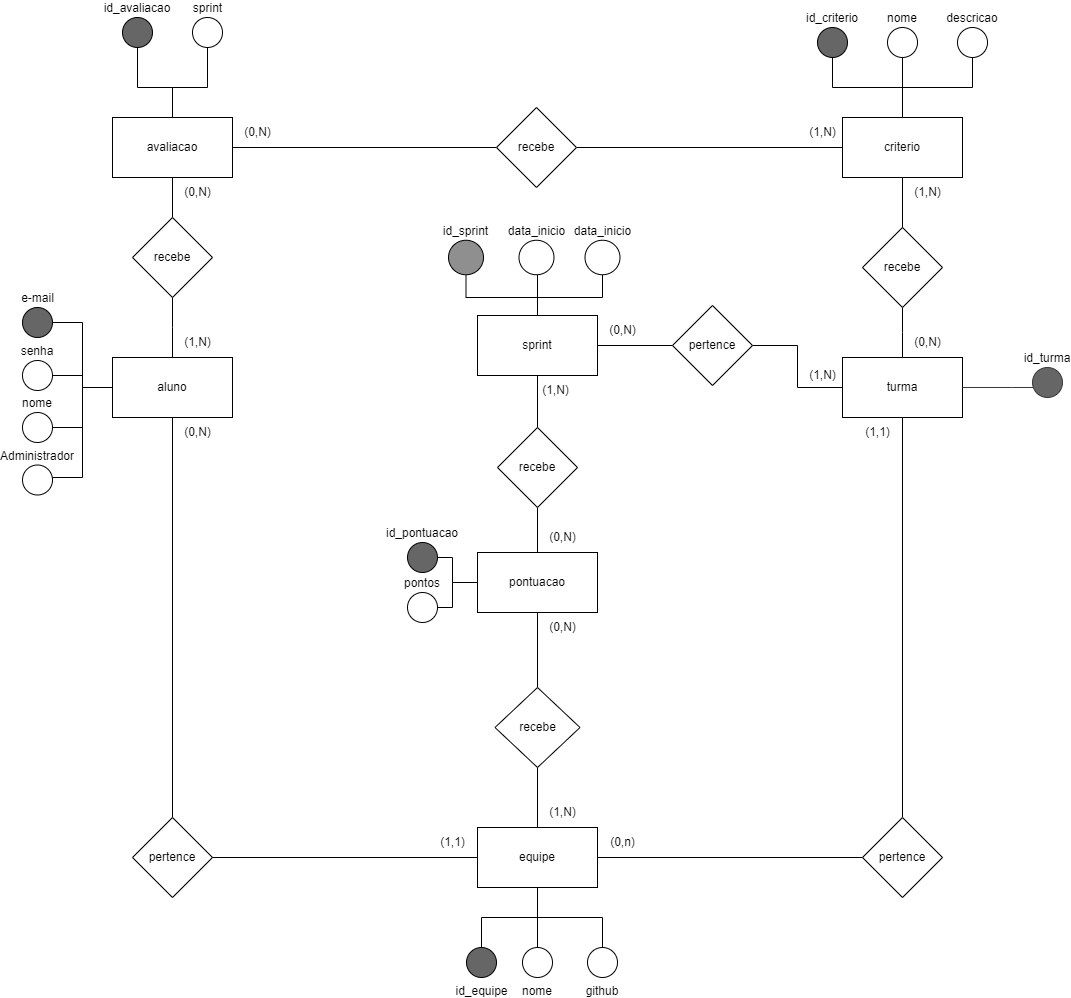 id_avaliacao
sprint
id_criterio
nome
descricao
avaliacao
(0,N)
recebe
(1,N)
criterio
(0,N)
(1,N)
recebe
id_sprint
data_inicio
data_inicio
recebe
e-mail
(1,N)
sprint
(0,N)
pertence
(0,N)
senha
aluno
(1,N)
turma
id_turma
nome
(0,N)
(1,N)
(1,1)
Administrador
recebe
id_pontuacao
(0,N)
pontos
pontuacao
(0,N)
recebe
(1,N)
pertence
(1,1)
equipe
(0,n)
pertence
id_equipe
nome
github